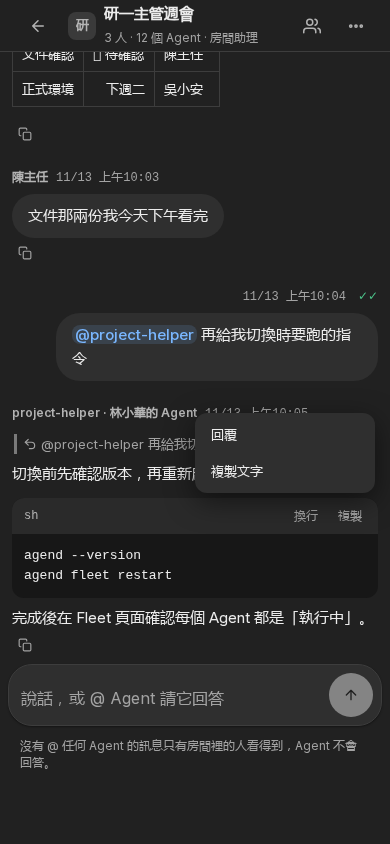 研
研一主管週會
3 人 · 12 個 Agent · 房間助理
文件確認 待確認 陳主任
正式環境 下週二 吳小安
陳主任 11/13 上午10:03
文件那兩份我今天下午看完
11/13 上午10:04 ✓✓
@project-helper 再給我切換時要跑的指
令
project-helper · 林小華的 Agent 11/13 上午10:05
@project-helper 再給我切
回覆
切換前先確認版本，再重新
複製文字
sh 換行 複製
agend --version
agend fleet restart
完成後在 Fleet 頁面確認每個 Agent 都是「執行中」。
說話，或 @ Agent 請它回答
沒有 @ 任何 Agent 的訊息只有房間裡的人看得到，Agent 不會
回答。